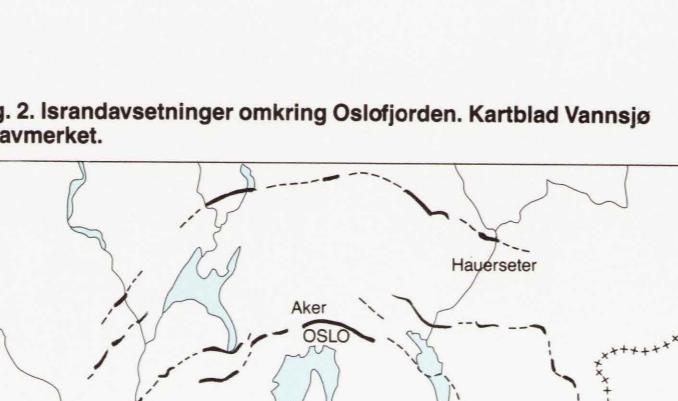 g. 2. Israndavsetninger omkring Oslofjorden. Kartblad Vannsjø
avmerket.
Hauerseter
Aker
OSLO